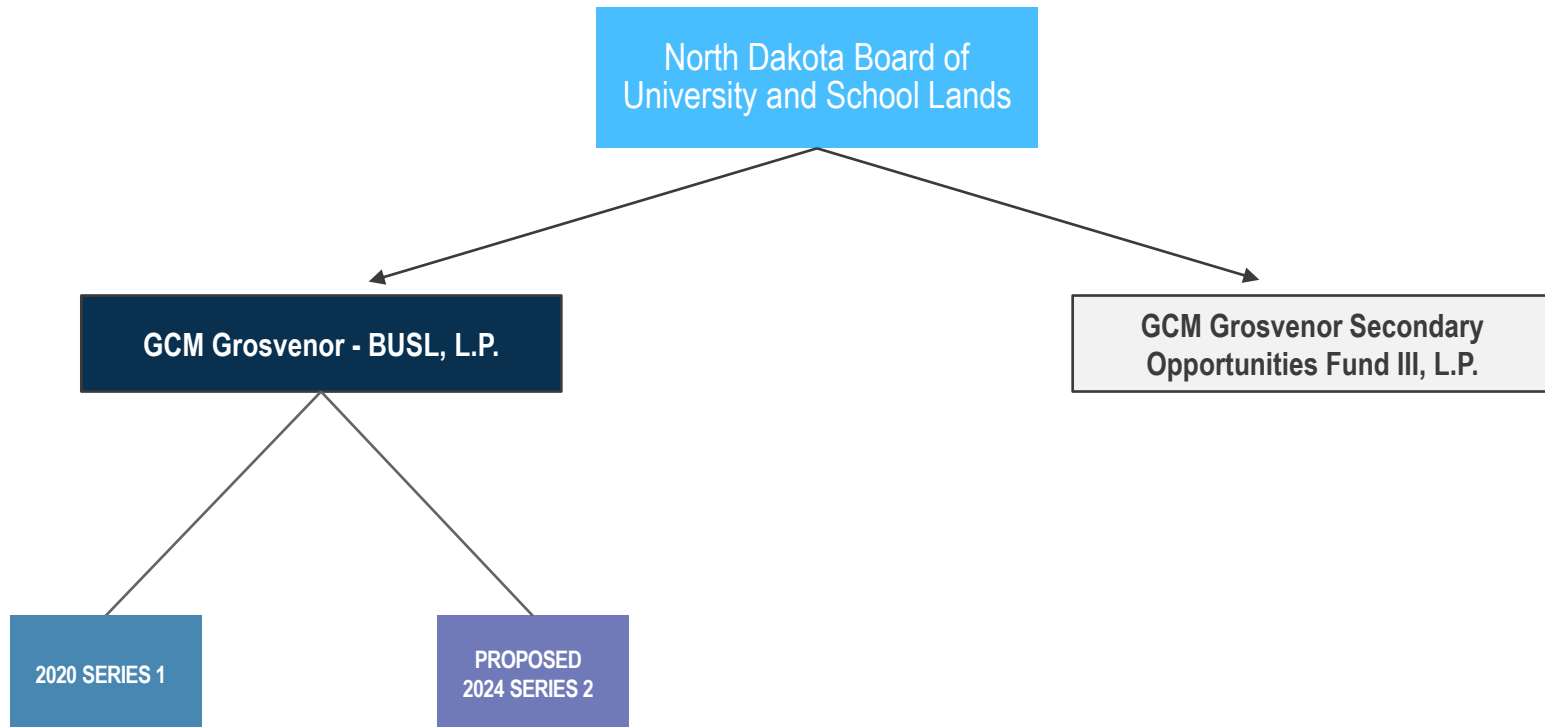 North Dakota Board of
University and School Lands
GCM Grosvenor - BUSL, L.P.
GCM Grosvenor Secondary
Opportunities Fund III, L.P.
2020 SERIES 1
PROPOSED
2024 SERIES 2